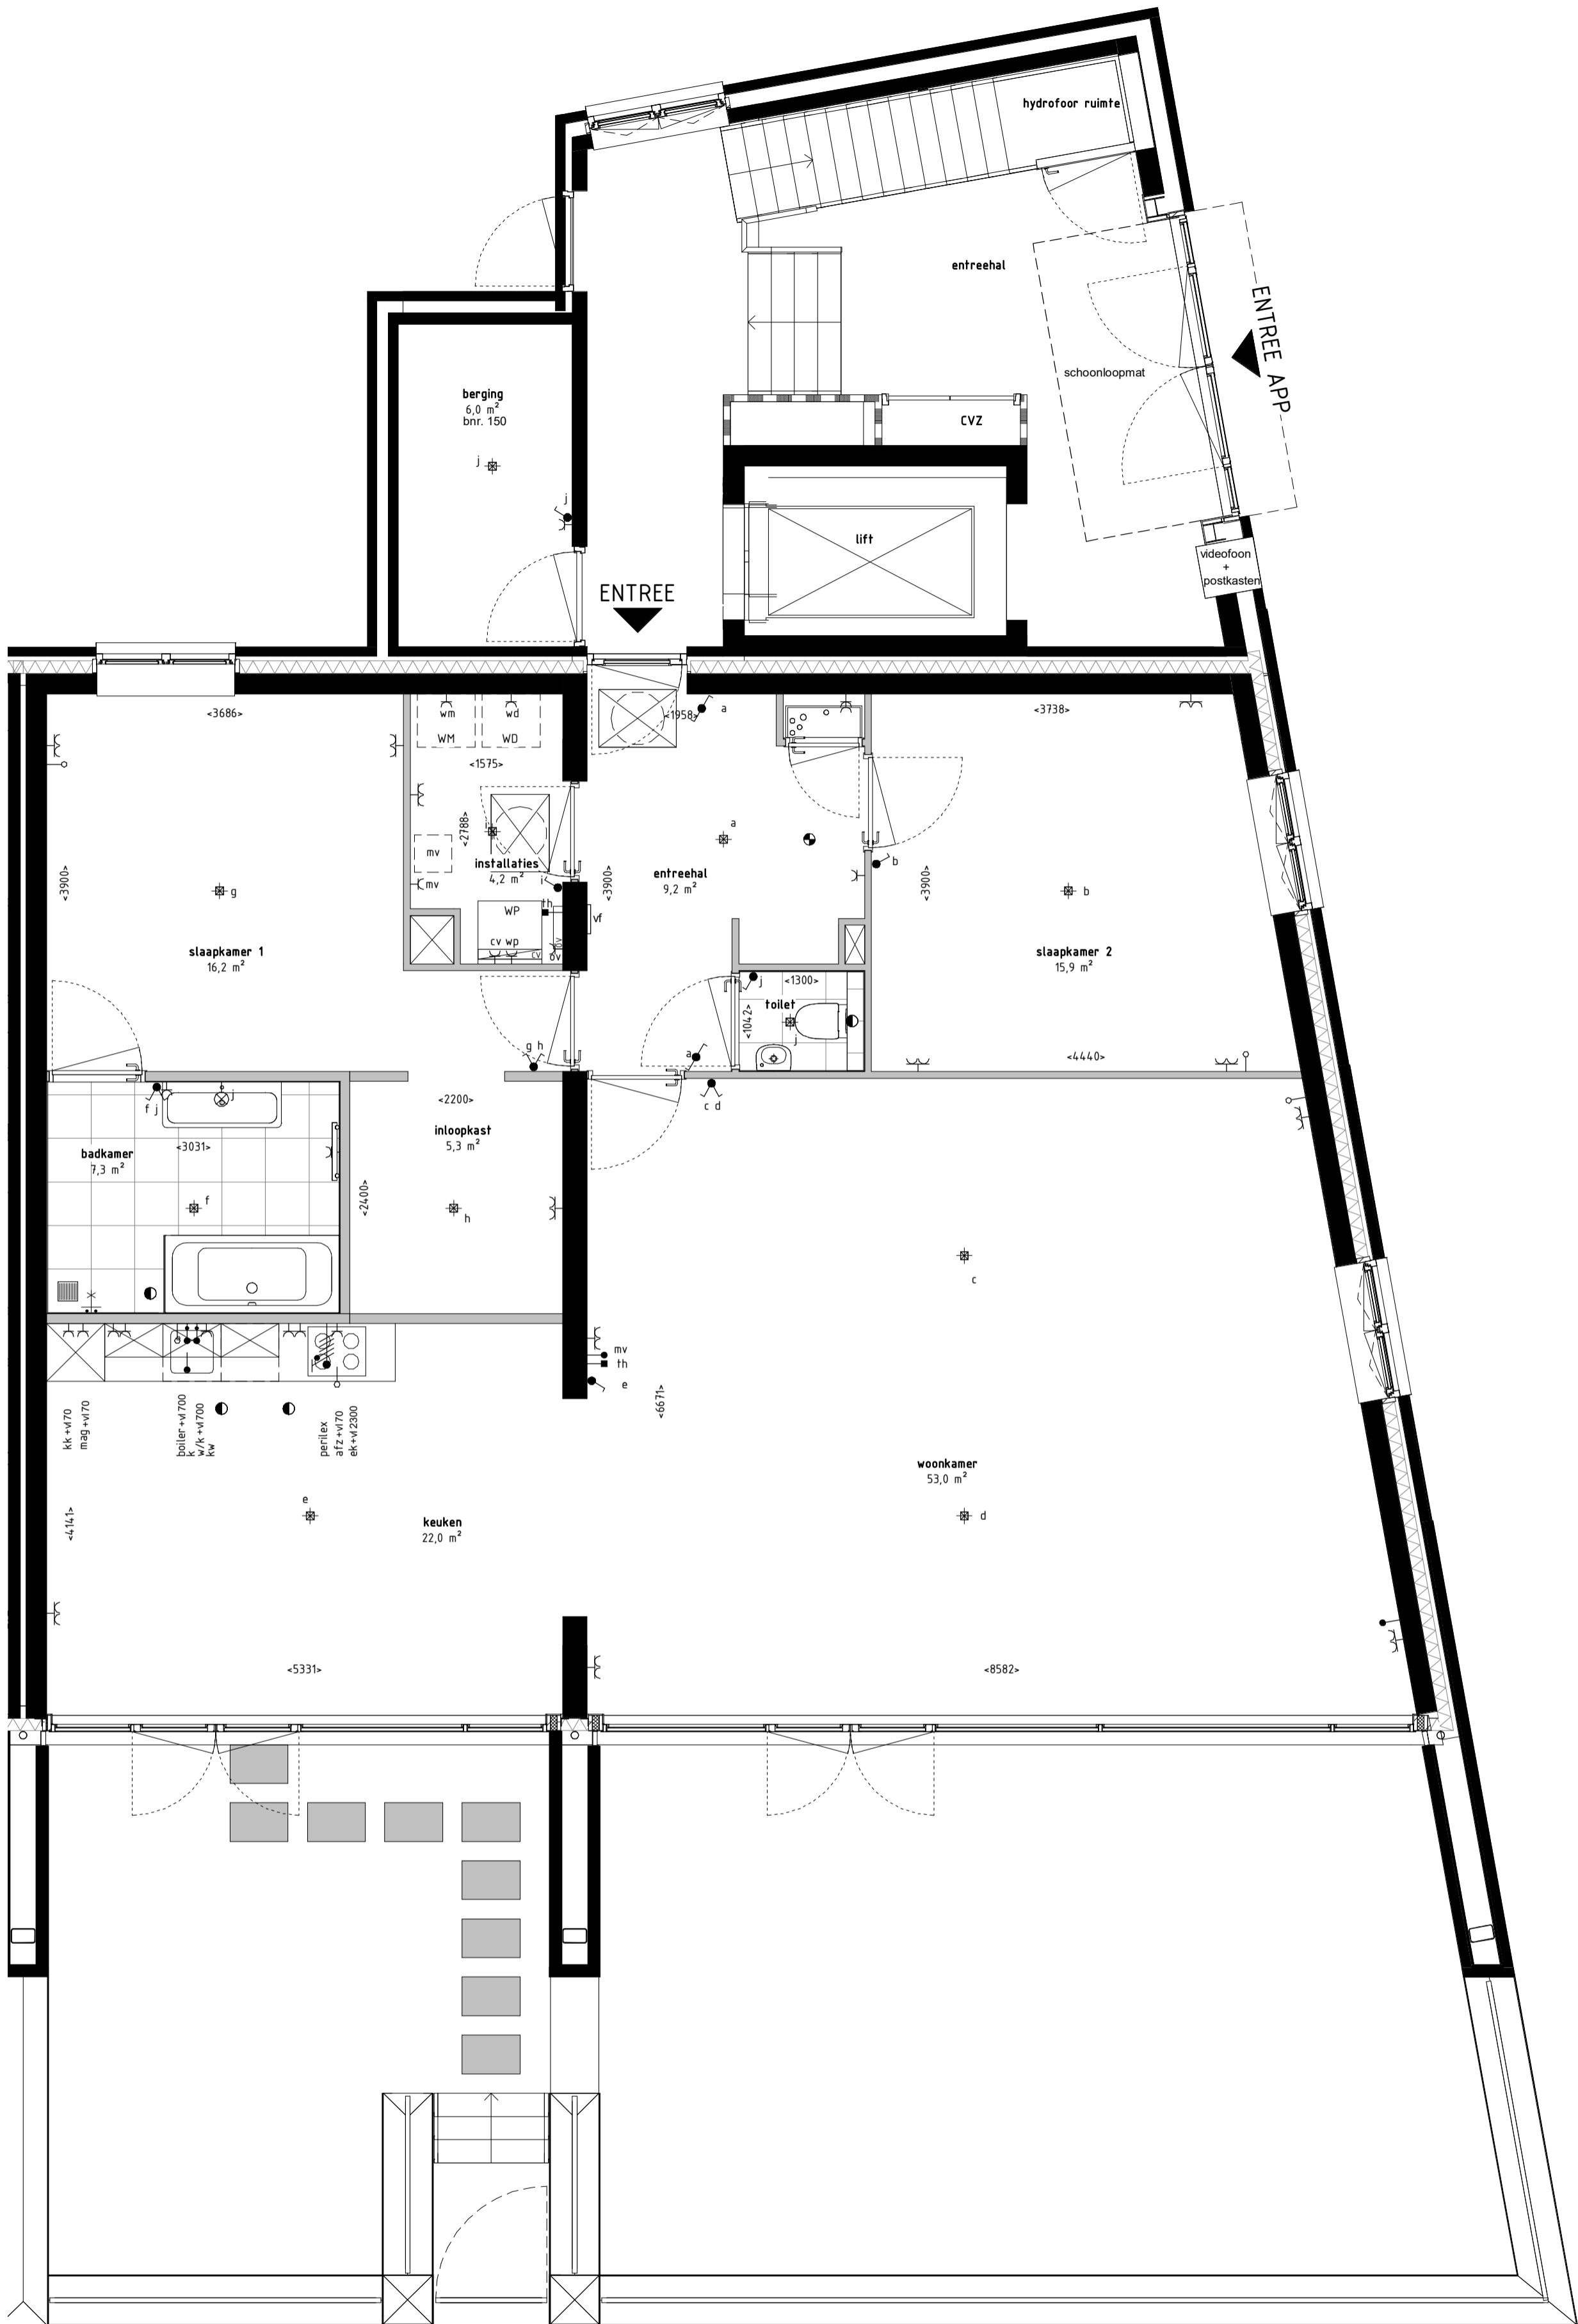 hydrofoor ruimte
entreehal
ENTREE APP
schoonloopmat
berging
6,0 m²
bnr. 150
CVZ
j
j
lift
videofoon
+
postkasten
ENTREE
<3686>
wm
wd
<1958>
a
<3738>
WM
WD
<1575>
<2788>
a
mv
installaties
4,2 m²
mv
i
<3900>
g
<3900>
entreehal
9,2 m²
b
<3900>
b
th
WP
vf
cv wp
cv
slaapkamer 1
16,2 m²
slaapkamer 2
15,9 m²
j
<1300>
toilet
<1042>
j
g h
a
<4440>
c d
f j
j
<2200>
inloopkast
5,3 m²
badkamer
7,3 m²
<3031>
<2400>
f
h
c
mv
th
e
<6671>
kk+vl70
mag+vl70
boiler+vl700
k
w/k+vl700
kw
perilex
afz+vl70
ek+vl2300
woonkamer
53,0 m²
e
d
<4141>
keuken
22,0 m²
<5331>
<8582>